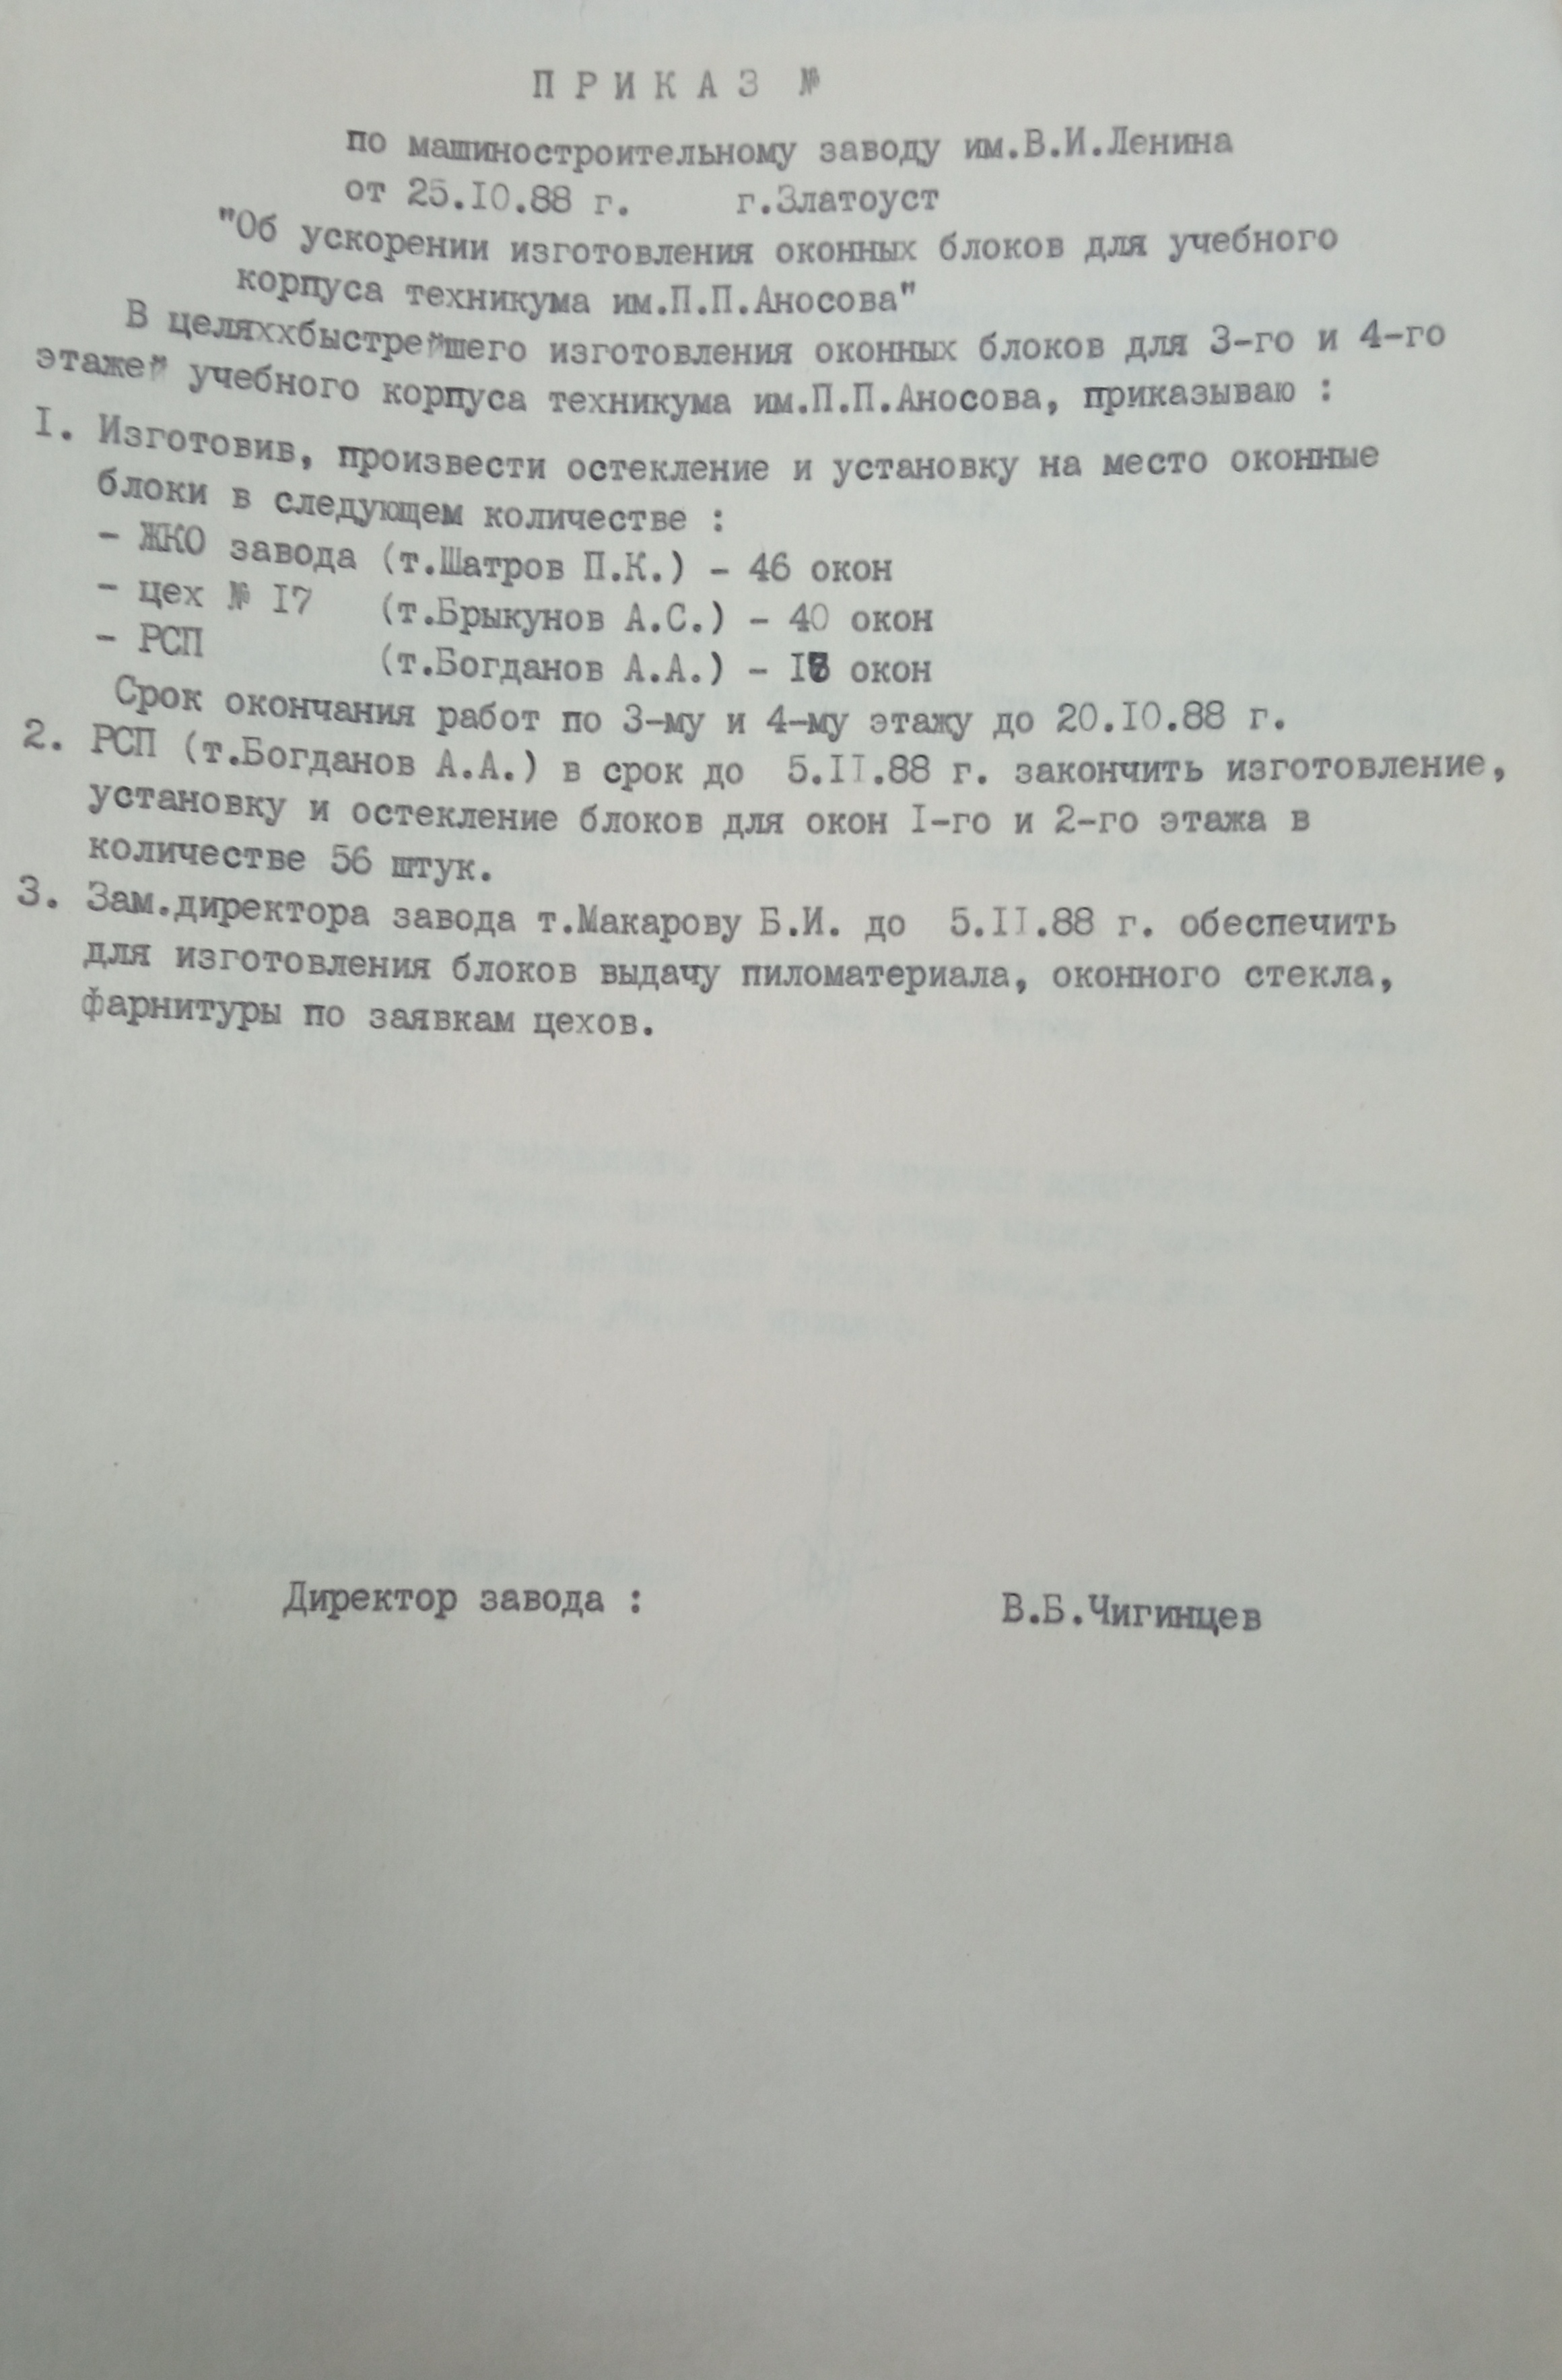 П Р И К А З №
по машиностроительному заводу им.В.И.Ленина
от 25.IO.88 г. г.Златоуст
"Об ускорении изготовления оконных блоков для учебного
корпуса техникума им.П.П.Аносова"
В целяххбыстрейшего изготовления оконных блоков для 3-го и 4-го
этажей учебного корпуса техникума им.П.П.Аносова, приказываю :
I. Изготовив, произвести остекление и установку на место оконные
блоки в следующем количестве :
- ЖКО завода (т.Шатров П.К.) - 46 окон
- цех № I7 (т.Брыкунов А.С.) - 40 окон
- РСП (т.Богданов А.А.) - окон
Срок окончания работ по 3-му и 4-му этажу до 20.IO.88 г.
2. РСП (т.Богданов А.А.) в срок до 5.II.88 г. закончить изготовление,
установку и остекление блоков для окон I-го и 2-го этажа в
количестве 56 штук.
3. Зам.директора завода т.Макарову Б.И. до 5.II.88 г. обеспечить
для изготовления блоков выдачу пиломатериала, оконного стекла,
фарнитуры по заявкам цехов.
Директор завода : В.Б.Чигинцев